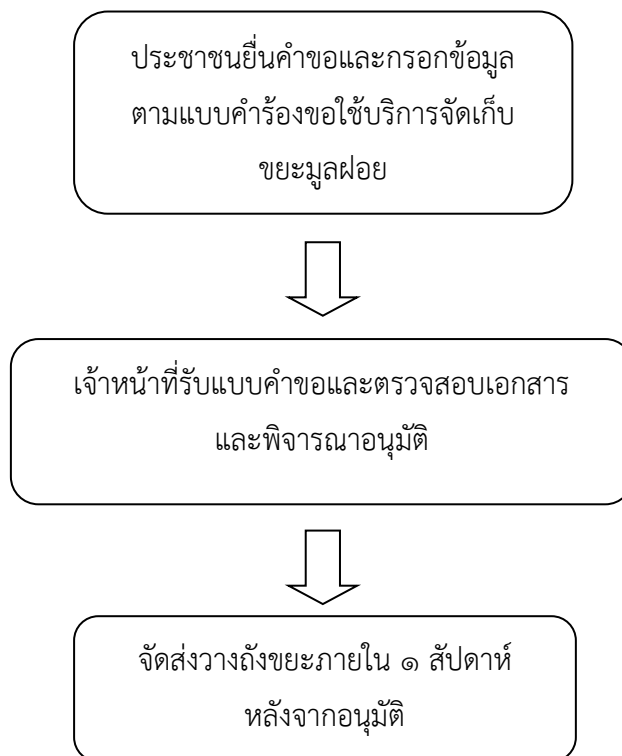 ประชาชนยื่นคำขอและกรอกข้อมูล
ตามแบบคำร้องขอใช้บริการจัดเก็บ
ขยะมูลฝอย
เจ้าหน้าที่รับแบบคำขอและตรวจสอบเอกสาร
และพิจารณาอนุมัติ
จัดส่งวางถังขยะภายใน ๑ สัปดาห์
หลังจากอนุมัติ